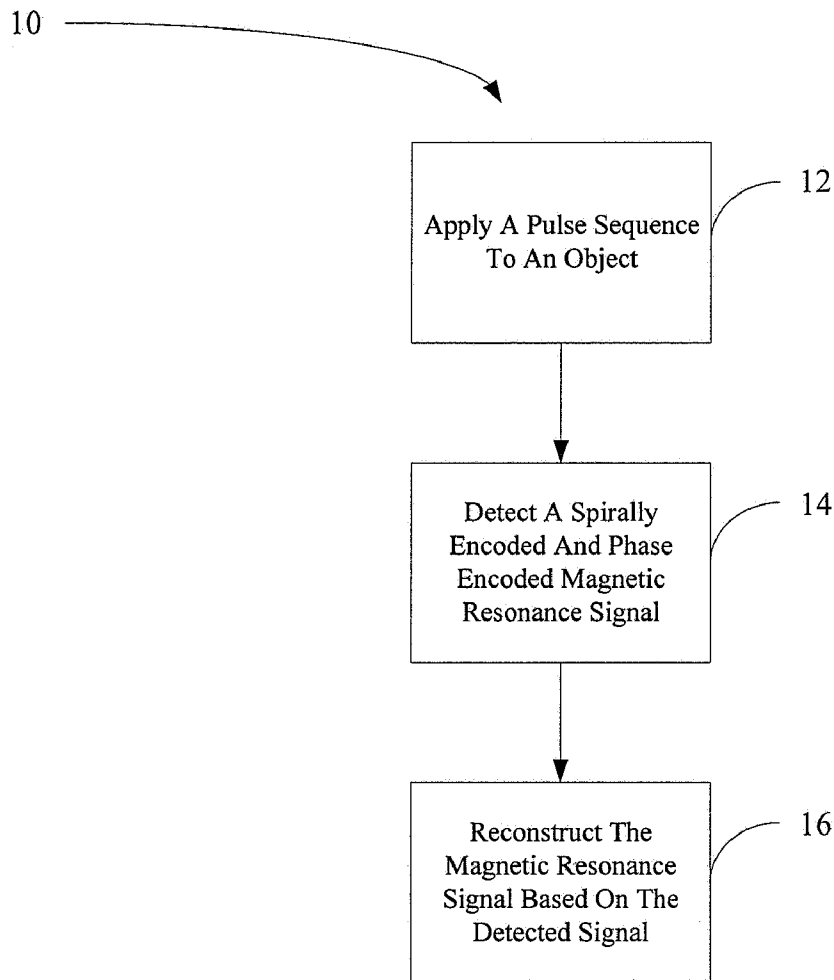 10
12
Apply A Pulse Sequence
To An Object
14
Detect A Spirally
Encoded And Phase
Encoded Magnetic
Resonance Signal
16
Reconstruct The
Magnetic Resonance
Signal Based On The
Detected Signal